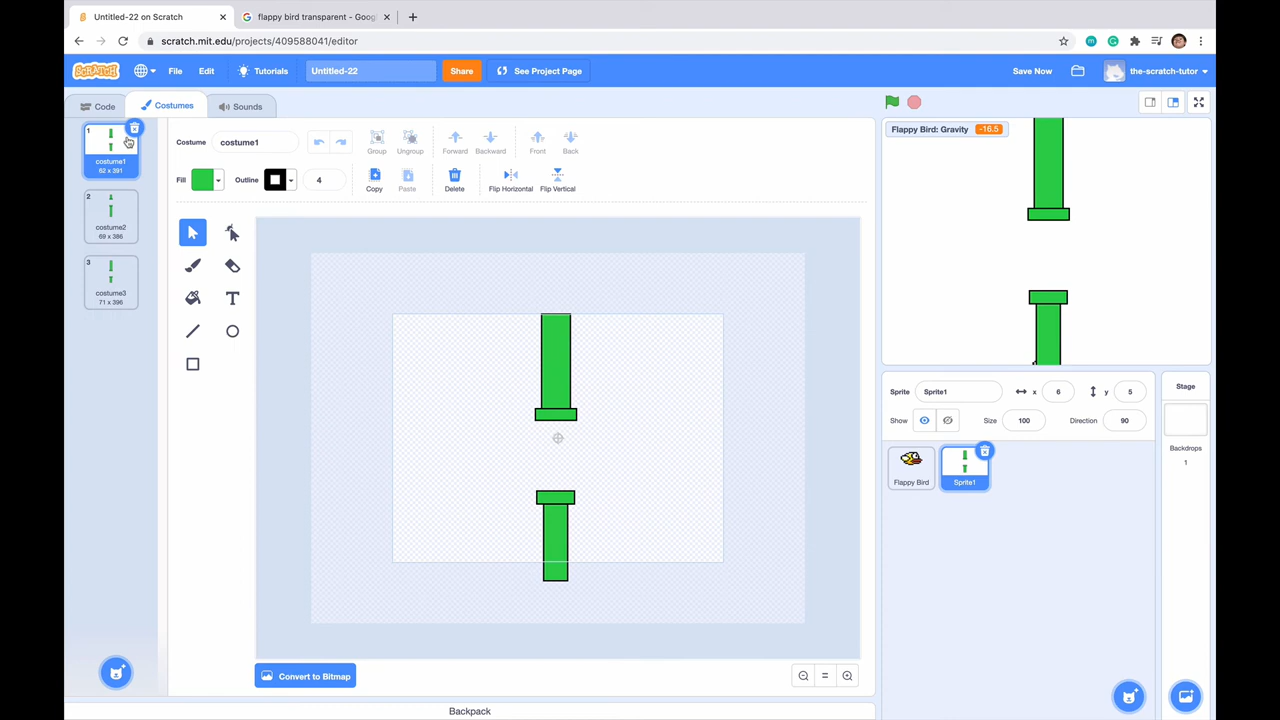 Untitled-22 on Scratch
flappy bird transparent - Goog
scratch.mit.edu/projects/409588041/editor
SCRATCH
File
Edit
Tutorials
Untitled-22
Share
See Project Page
Save Now
the-scratch-tutor
Code
Costumes
Sounds
1
costume1
62 x 391
2
costume2
69 x 386
3
costume3
71 x 396
Costume
costume1
Group
Ungroup
Forward
Backward
Front
Back
Fill
Outline
4
Copy
Paste
Delete
Flip Horizontal
Flip Vertical
Convert to Bitmap
Backpack
Flappy Bird: Gravity -16.5
Sprite
Sprite1
x
6
y
5
Show
Size
100
Direction
90
Flappy Bird
Sprite1
Stage
Backdrops
1